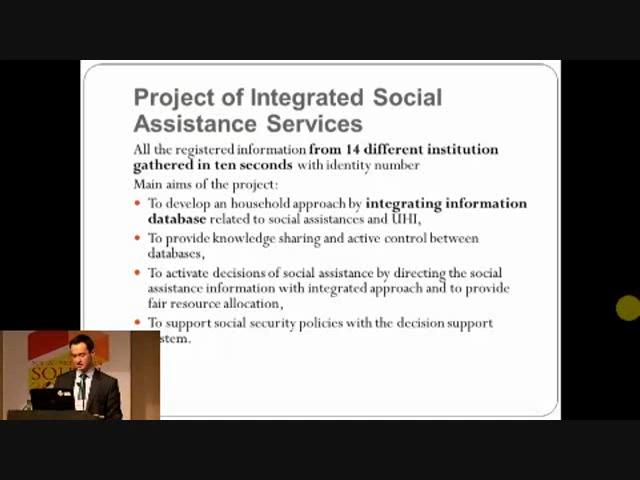 Project of Integrated Social
Assistance Services
All the registered information from 14 different institution
gathered in ten seconds with identity number
Main aims of the project:
• To develop an household approach by integrating information
database related to social assistances and UHI,
• To provide knowledge sharing and active control between
databases,
• To activate decisions of social assistance by directing the social
assistance information with integrated approach and to provide
fair resource allocation,
• To support social security policies with the decision support